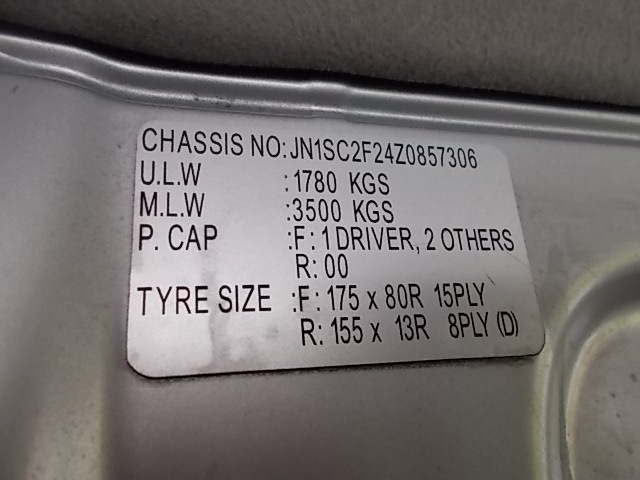 CHASSIS NO:JN1SC2F24Z0857306
U.L.W :1780 KGS
M.L.W :3500 KGS
P. CAP :F: 1 DRIVER, 2 OTHERS
R: 00
TYRE SIZE :F: 175 x 80R 15PLY
R: 155 x 13R 8PLY (D)